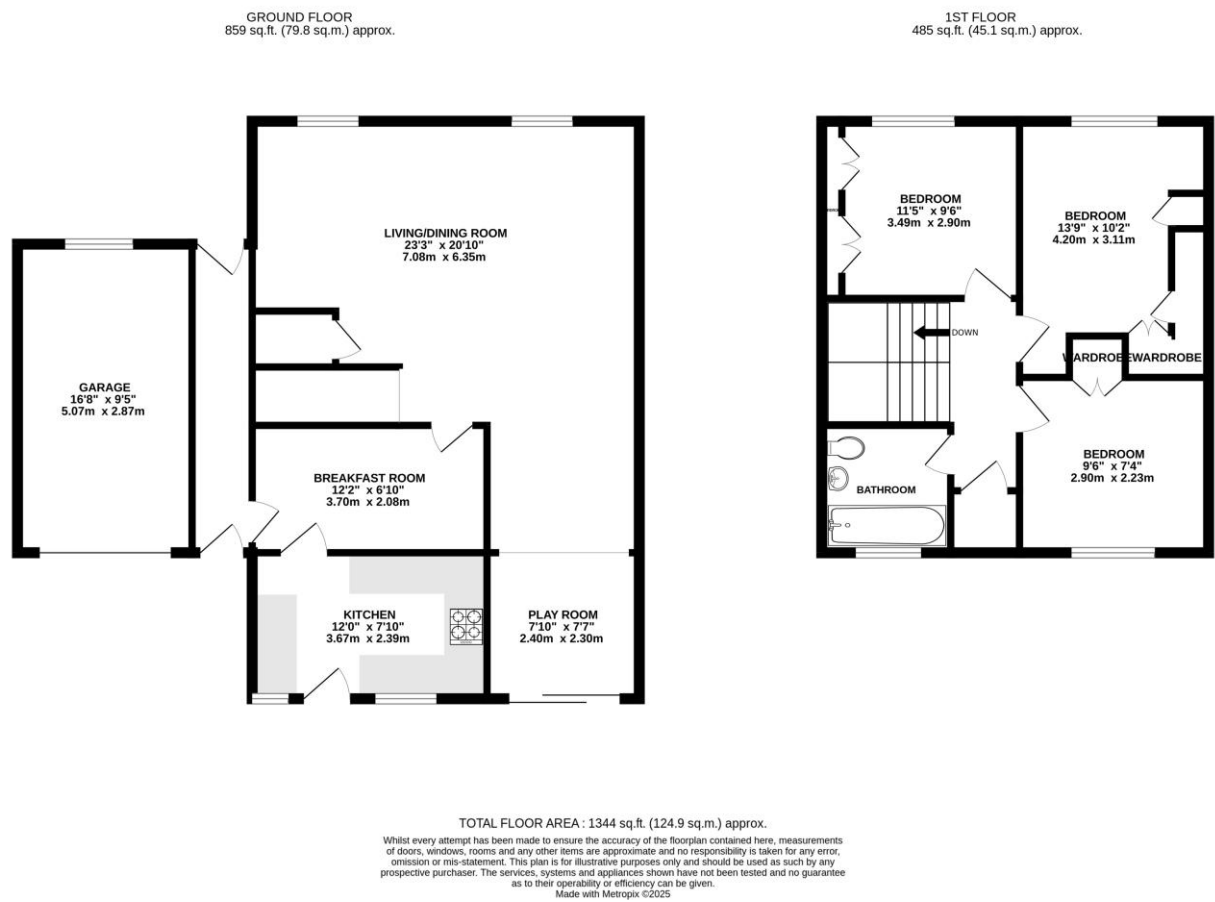 GROUND FLOOR
859 sq.ft. (79.8 sq.m.) approx.
1ST FLOOR
485 sq.ft. (45.1 sq.m.) approx.
LIVING/DINING ROOM
23'3" x 20'10"
7.08m x 6.35m
GARAGE
16'8" x 9'5"
5.07m x 2.87m
BREAKFAST ROOM
12'2" x 6'10"
3.70m x 2.08m
KITCHEN
12'0" x 7'10"
3.67m x 2.39m
PLAY ROOM
7'10" x 7'7"
2.40m x 2.30m
BEDROOM
11'5" x 9'6"
3.49m x 2.90m
BEDROOM
13'9" x 10'2"
4.20m x 3.11m
DOWN
WARDROBE
WARDROBE
BEDROOM
9'6" x 7'4"
2.90m x 2.23m
BATHROOM
TOTAL FLOOR AREA : 1344 sq.ft. (124.9 sq.m.) approx.
Whilst every attempt has been made to ensure the accuracy of the floorplan contained here, measurements
of doors, windows, rooms and any other items are approximate and no responsibility is taken for any error,
omission or mis-statement. This plan is for illustrative purposes only and should be used as such by any
prospective purchaser. The services, systems and appliances shown have not been tested and no guarantee
as to their operability or efficiency can be given.
Made with Metropix ©2025